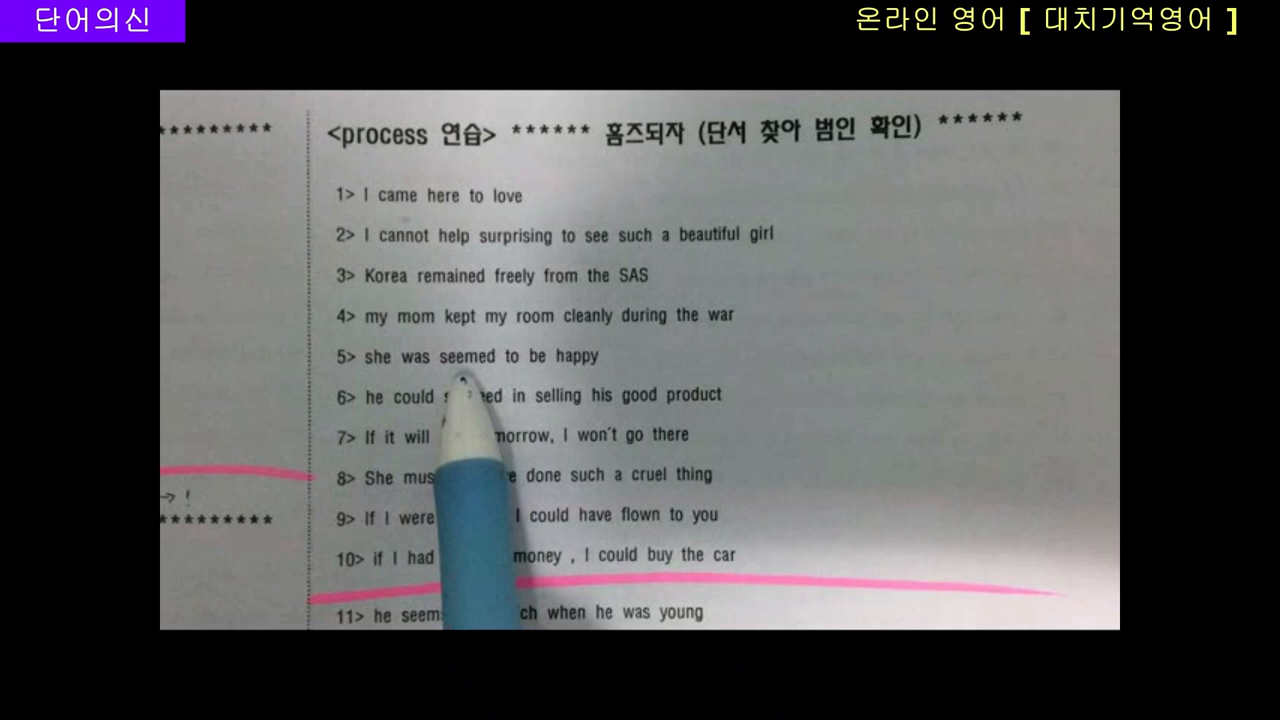 단어의신
온라인 영어 [ 대치기억영어 ]
*********
<process 연습> ****** 홈즈되자 (단서 찾아 범인 확인) ******
1> I came here to love
2> I cannot help surprising to see such a beautiful girl
3> Korea remained freely from the SAS
4> my mom kept my room cleanly during the war
5> she was seemed to be happy
6> he could in selling his good product
7> If it will I won't go there
8> She done such a cruel thing
→ !
9> If I were I could have flown to you
*********
10> if I had money , I could buy the car
11> he when he was young